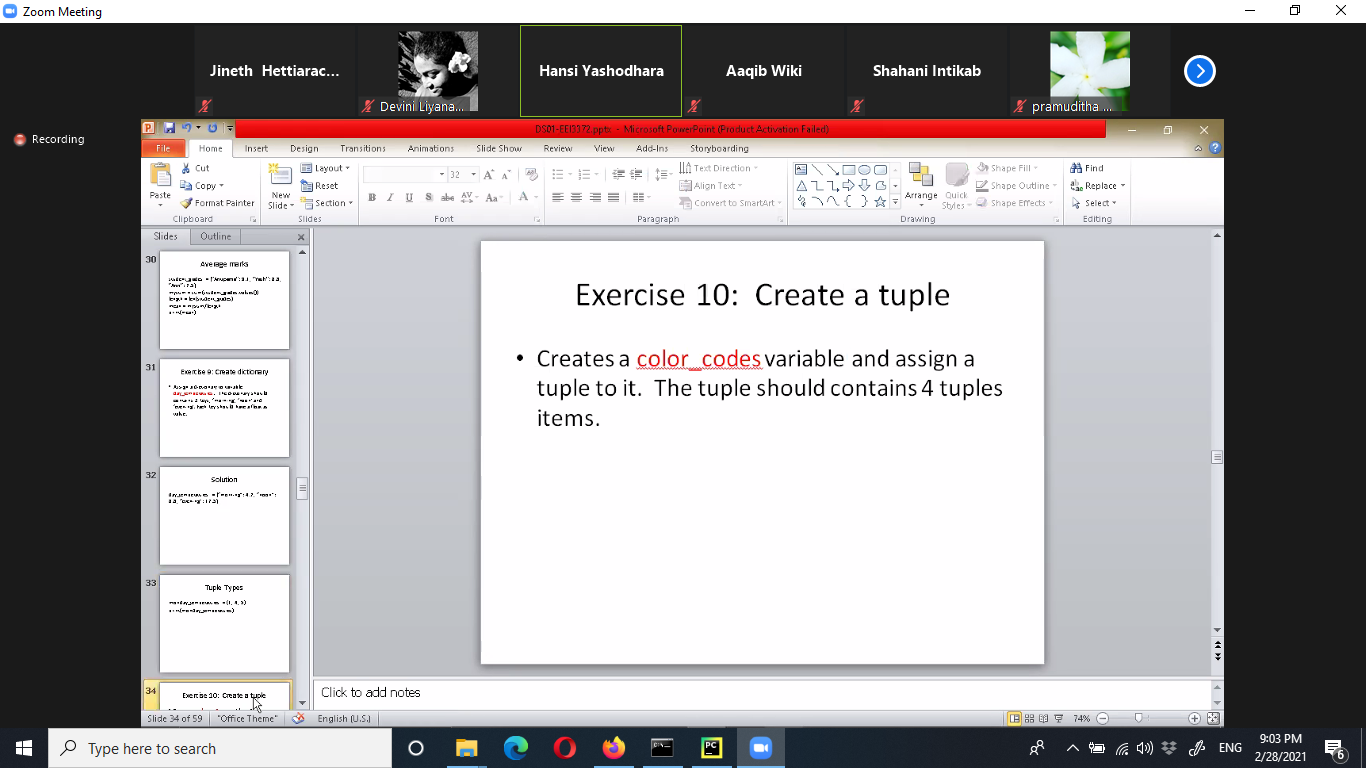 Zoom Meeting
Jineth Hettiarac...
Devini Liyana...
Hansi Yashodhara
Aaqib Wiki
Shahani Intikab
pramuditha ...
Recording
DS01-EEI3372.pptx - Microsoft PowerPoint (Product Activation Failed)
File Home Insert Design Transitions Animations Slide Show Review View Add-Ins Storyboarding
Paste
Cut
Copy
Format Painter
Clipboard
New Slide
Layout
Reset
Section
Slides
32
Font
Text Direction
Align Text
Convert to SmartArt
Paragraph
Arrange
Quick Styles
Shape Fill
Shape Outline
Shape Effects
Drawing
Find
Replace
Select
Editing
Slides Outline
30
Average marks
31
Exercise 9: Create dictionary
32
Solution
33
Tuple Types
34
Exercise 10: Create a tuple
Exercise 10: Create a tuple
• Creates a color_codes variable and assign a
tuple to it. The tuple should contains 4 tuples
items.
Click to add notes
Slide 34 of 59 "Office Theme" English (U.S.) 74%
Type here to search
ENG
9:03 PM
2/28/2021
6